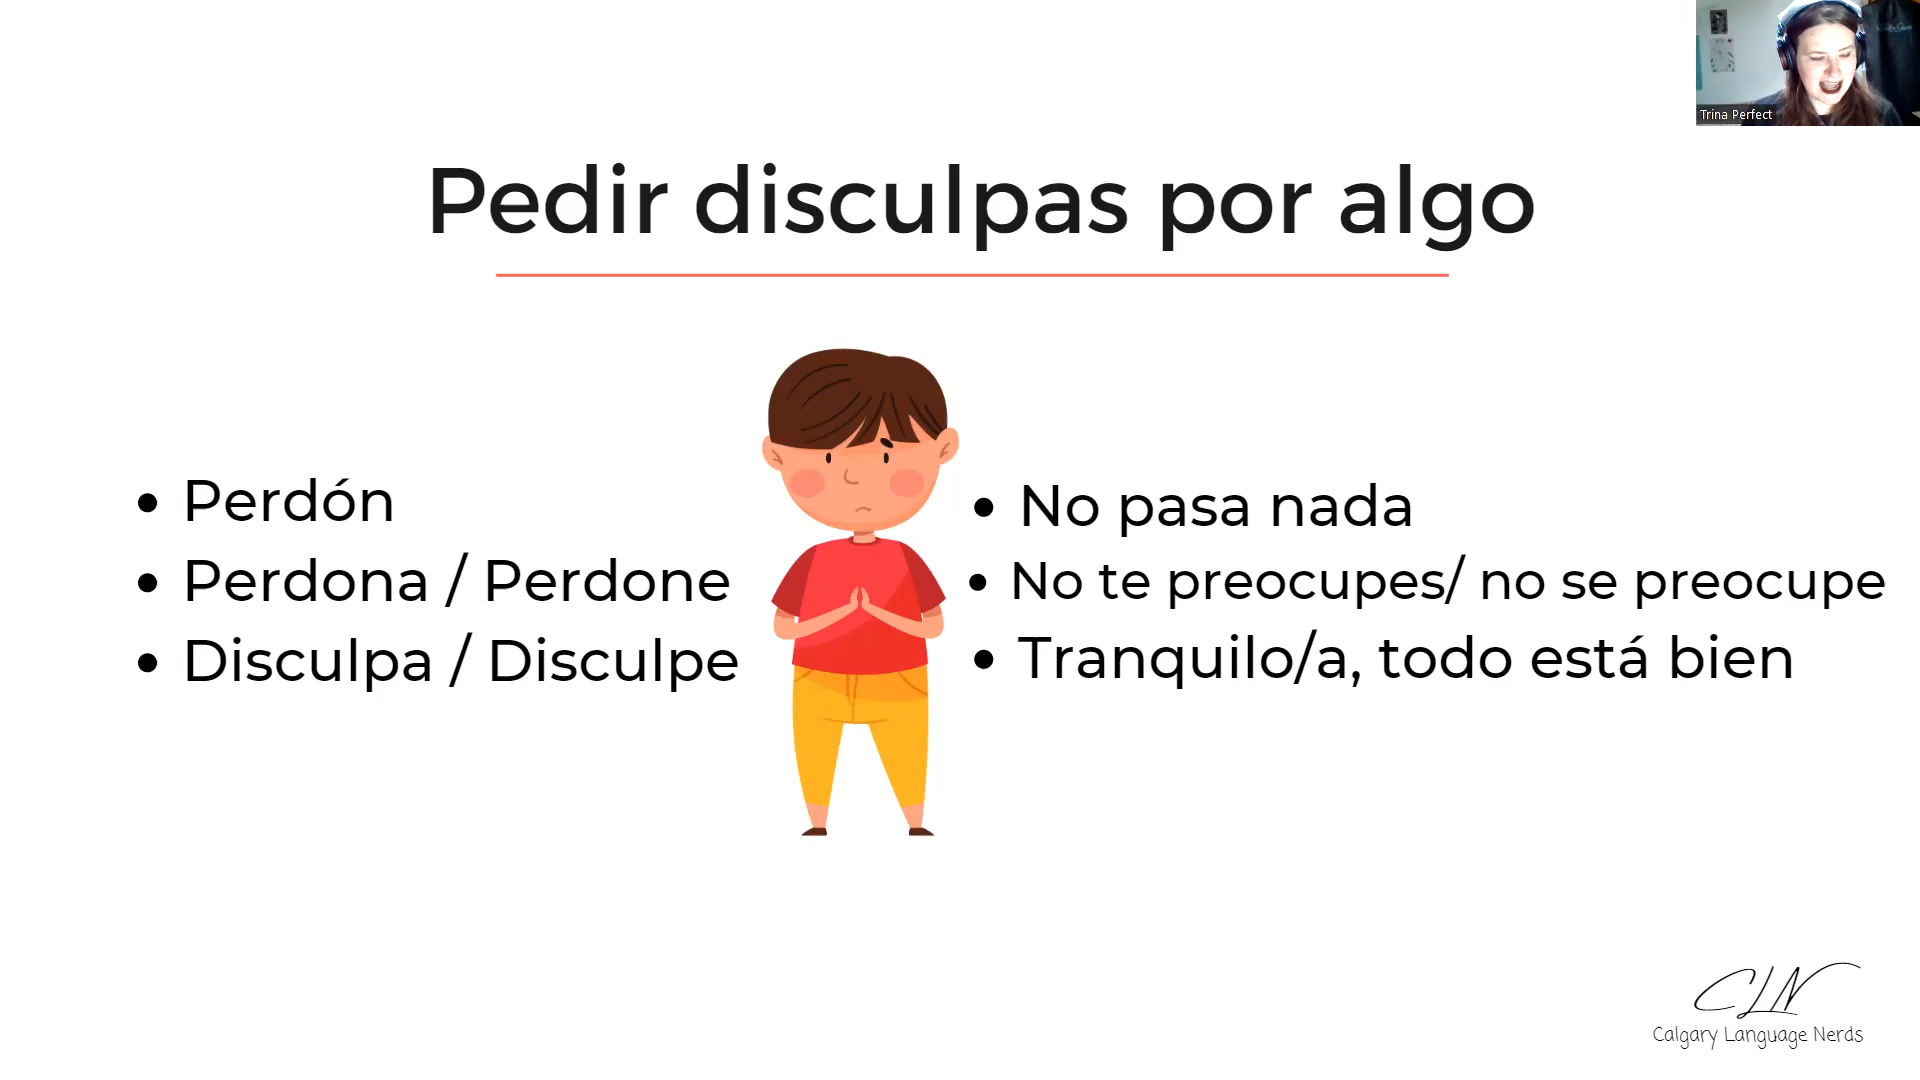 Trina Perfect
Pedir disculpas por algo
• Perdón
• Perdona / Perdone
• Disculpa / Disculpe
• No pasa nada
• No te preocupes/ no se preocupe
• Tranquilo/a, todo está bien
CLN
Calgary Language Nerds